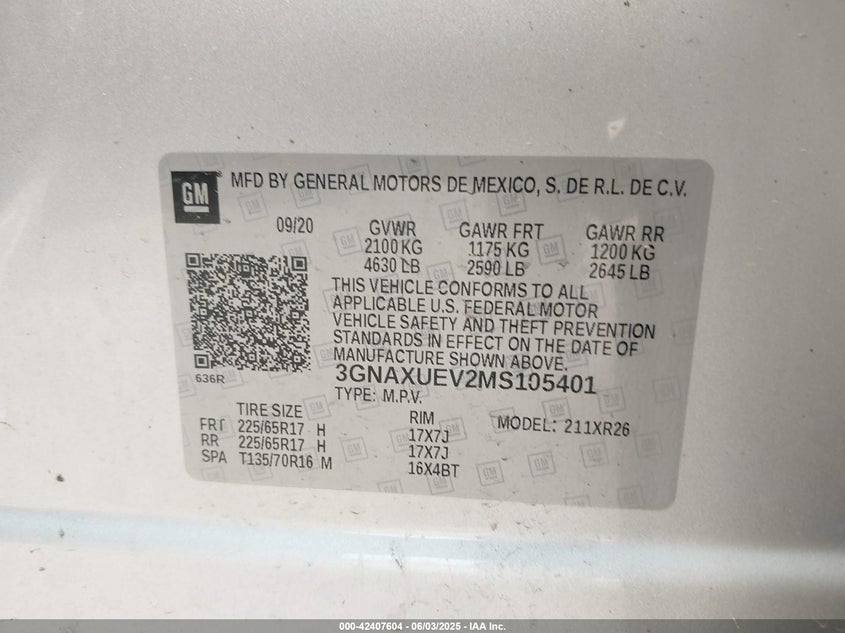 GM ® MFD BY GENERAL MOTORS DE MEXICO, S. DE R.L. DE C.V.
09/20 GVWR GAWR FRT GAWR RR
2100 KG 1175 KG 1200 KG
4630 LB 2590 LB 2645 LB
THIS VEHICLE CONFORMS TO ALL
APPLICABLE U.S. FEDERAL MOTOR
VEHICLE SAFETY AND THEFT PREVENTION
STANDARDS IN EFFECT ON THE DATE OF
MANUFACTURE SHOWN ABOVE.
636R
3GNAXUEV2MS105401
TYPE: M.P.V.
TIRE SIZE RIM MODEL: 211XR26
FRT 225/65R17 H 17X7J
RR 225/65R17 H 17X7J
SPA T135/70R16 M 16X4BT
000-42407604 - 06/03/2025 - IAA Inc.